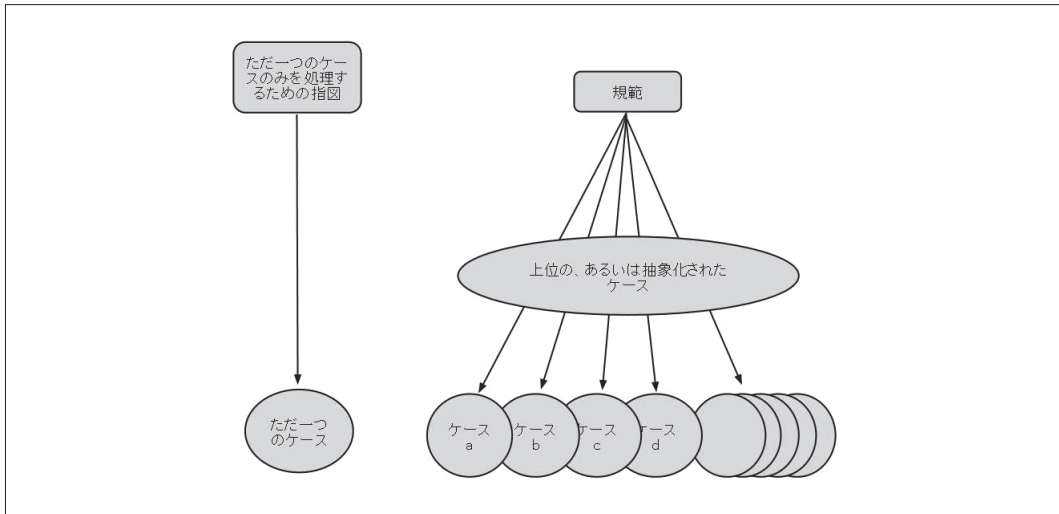 ただ一つのケー
スのみを処理す
るための指図
規範
上位の、あるいは抽象化された
ケース
ただ一つ
のケース
ケース
a
ケース
b
ケース
c
ケース
d